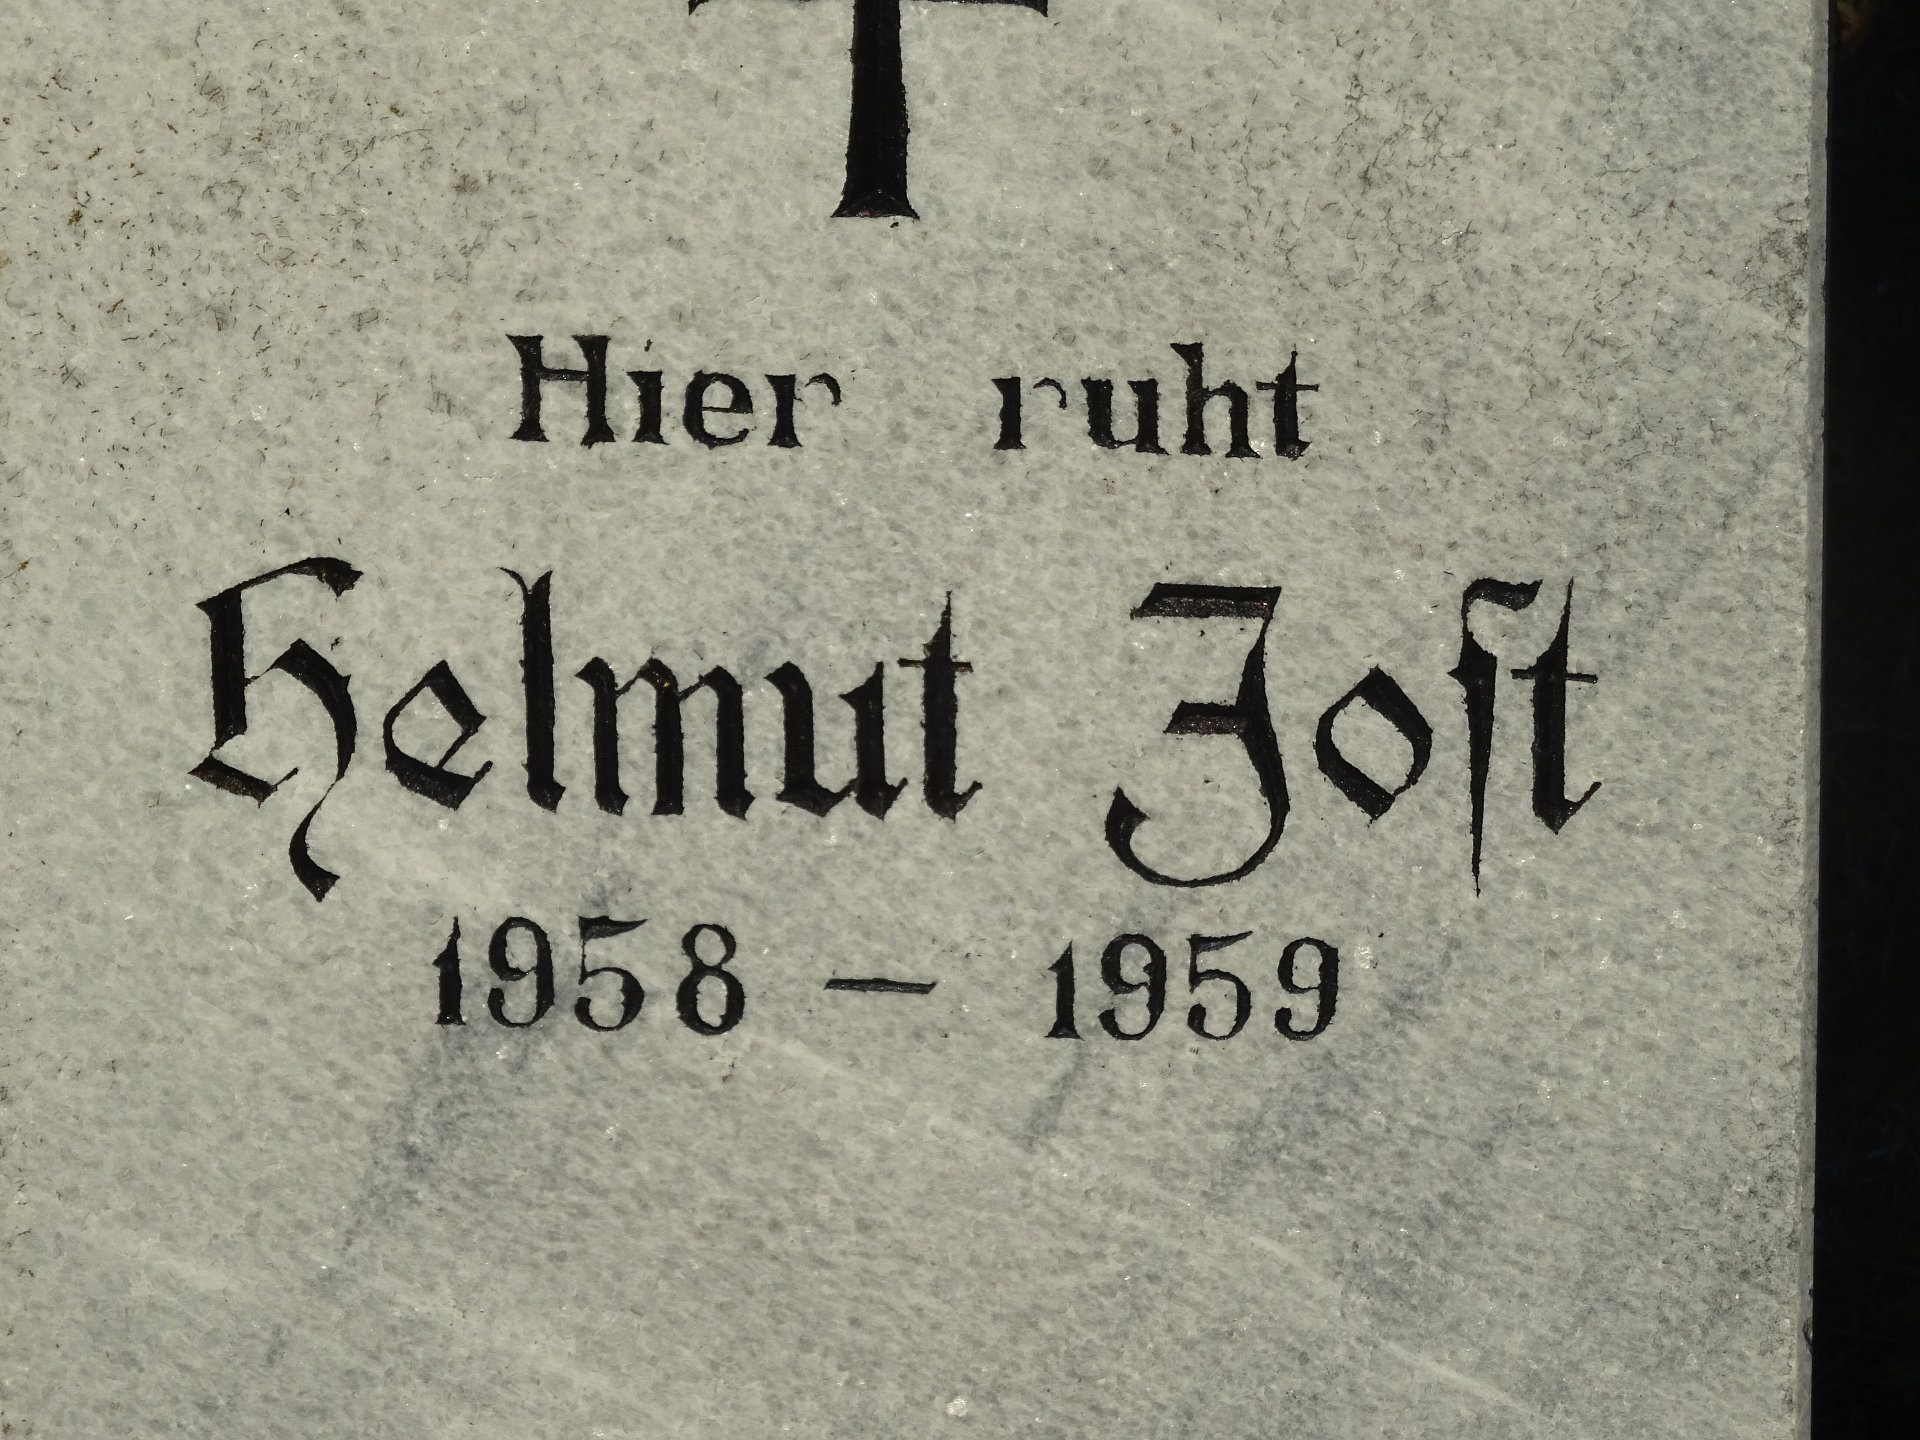 Hier ruht
Helmut Joſt
1958 — 1959